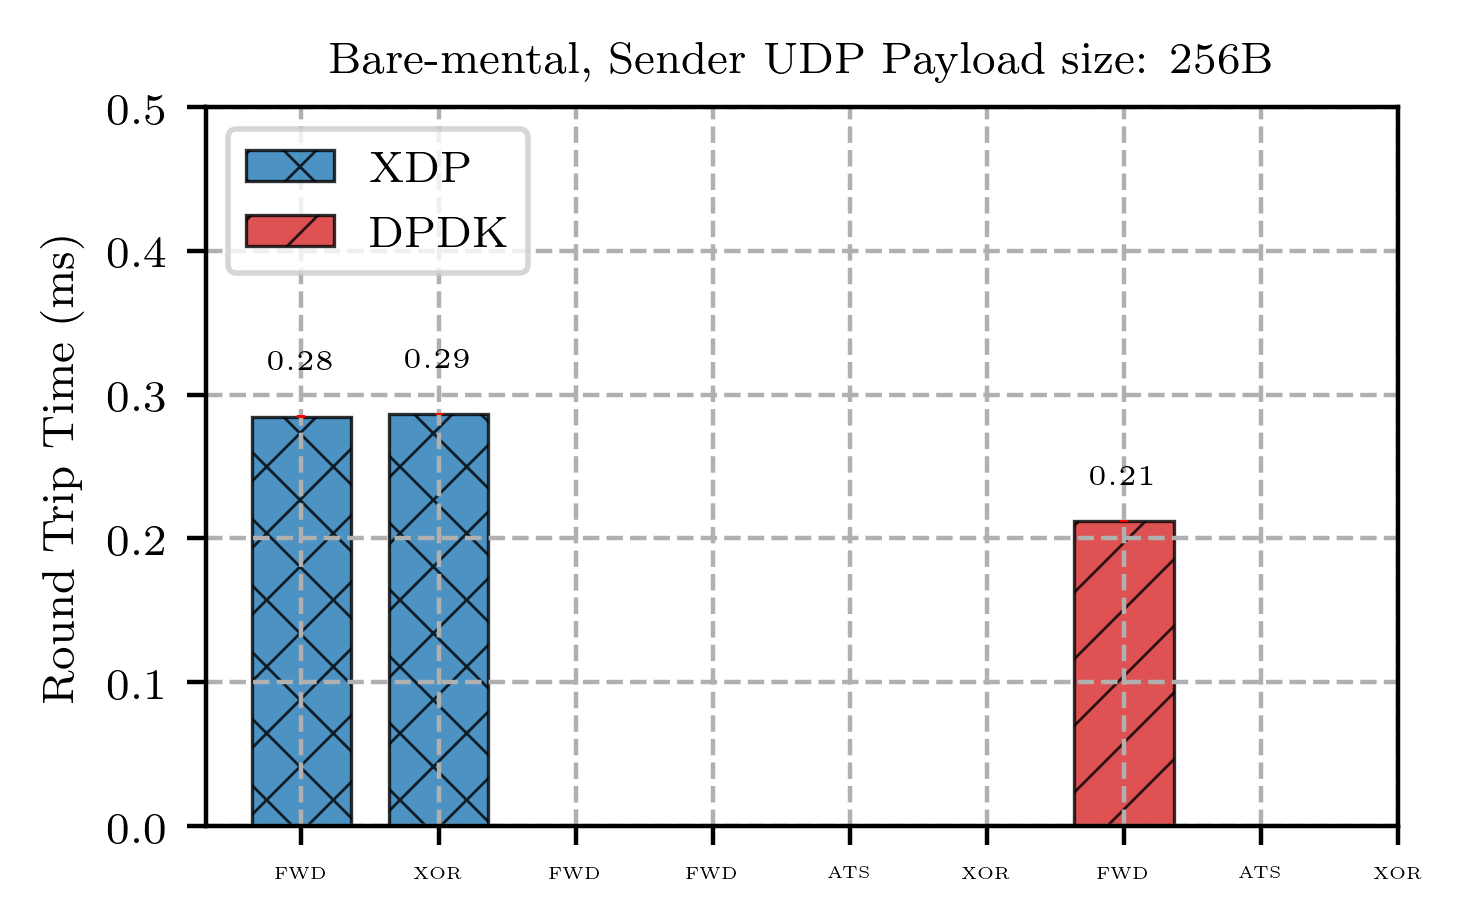 Bare-mental, Sender UDP Payload size: 256B
Round Trip Time (ms)
0.5
0.4
0.3
0.2
0.1
0.0
XDP
DPDK
0.28
0.29
0.21
FWD XOR FWD FWD ATS XOR FWD ATS XOR